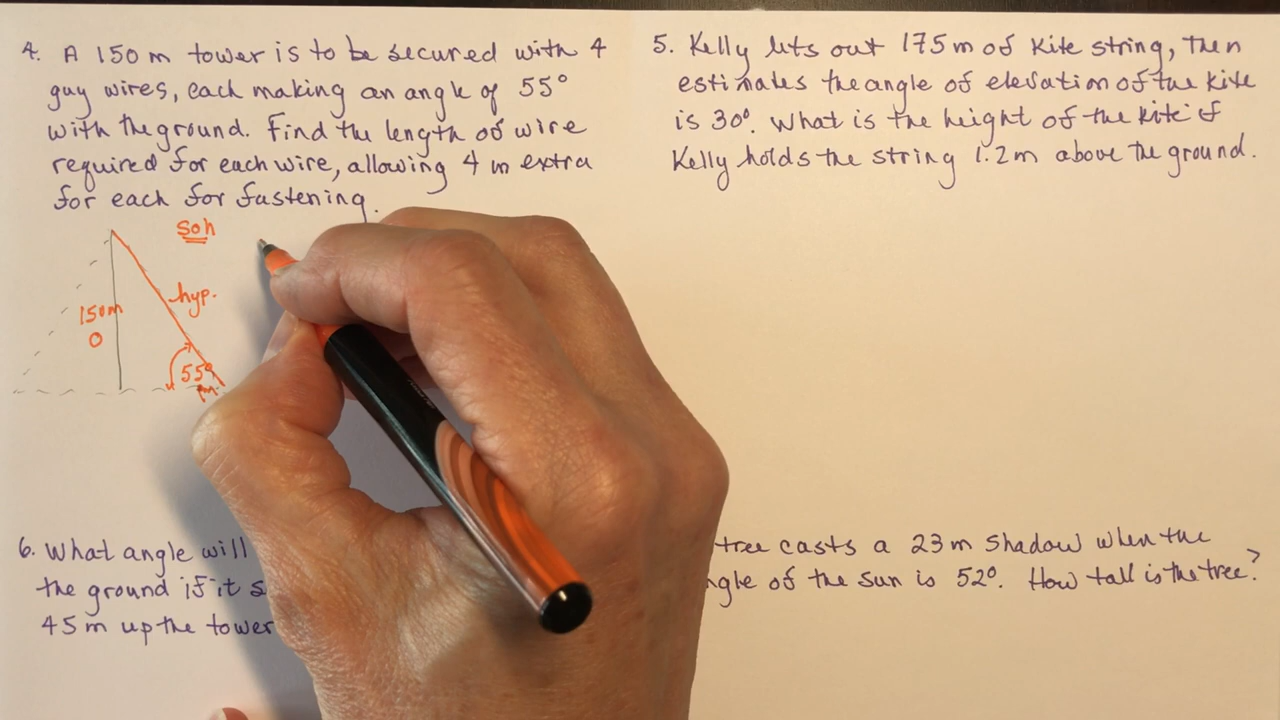 4. A 150 m tower is to be secured with 4
guy wires, each making an angle of 55°
with the ground. Find the length of wire
required for each wire, allowing 4 m extra
for each for fastening.
soh
hyp.
150m
O
55°
5. Kelly lets out 175 m of kite string, then
estimates the angle of elevation of the kite
is 30°. What is the height of the kite if
Kelly holds the string 1.2 m above the ground.
6. What angle will
the ground if it s
45 m up the tower
tree casts a 23 m shadow when the
ngle of the sun is 52°. How tall is the tree?